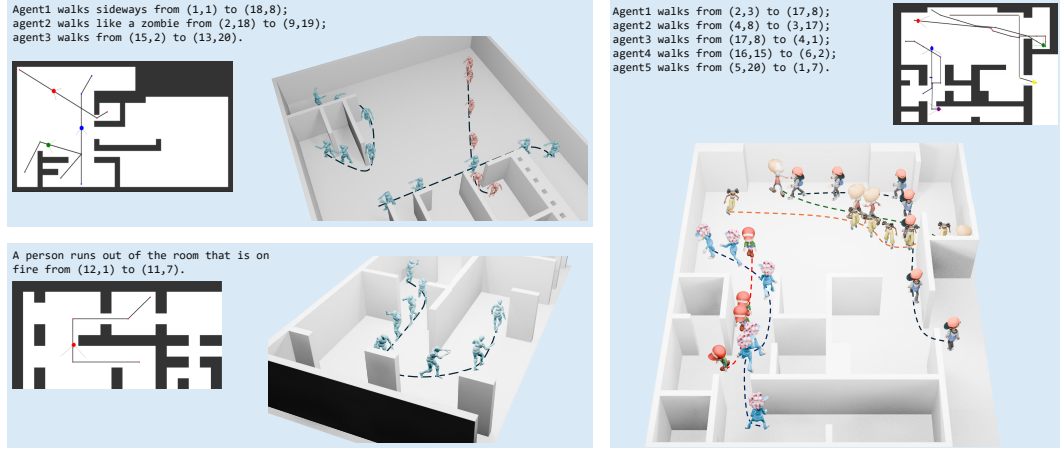 Agent1 walks sideways from (1,1) to (18,8);
agent2 walks like a zombie from (2,18) to (9,19);
agent3 walks from (15,2) to (13,20).
A person runs out of the room that is on
fire from (12,1) to (11,7).
Agent1 walks from (2,3) to (17,8);
agent2 walks from (4,8) to (3,17);
agent3 walks from (17,8) to (4,1);
agent4 walks from (16,15) to (6,2);
agent5 walks from (5,20) to (1,7).